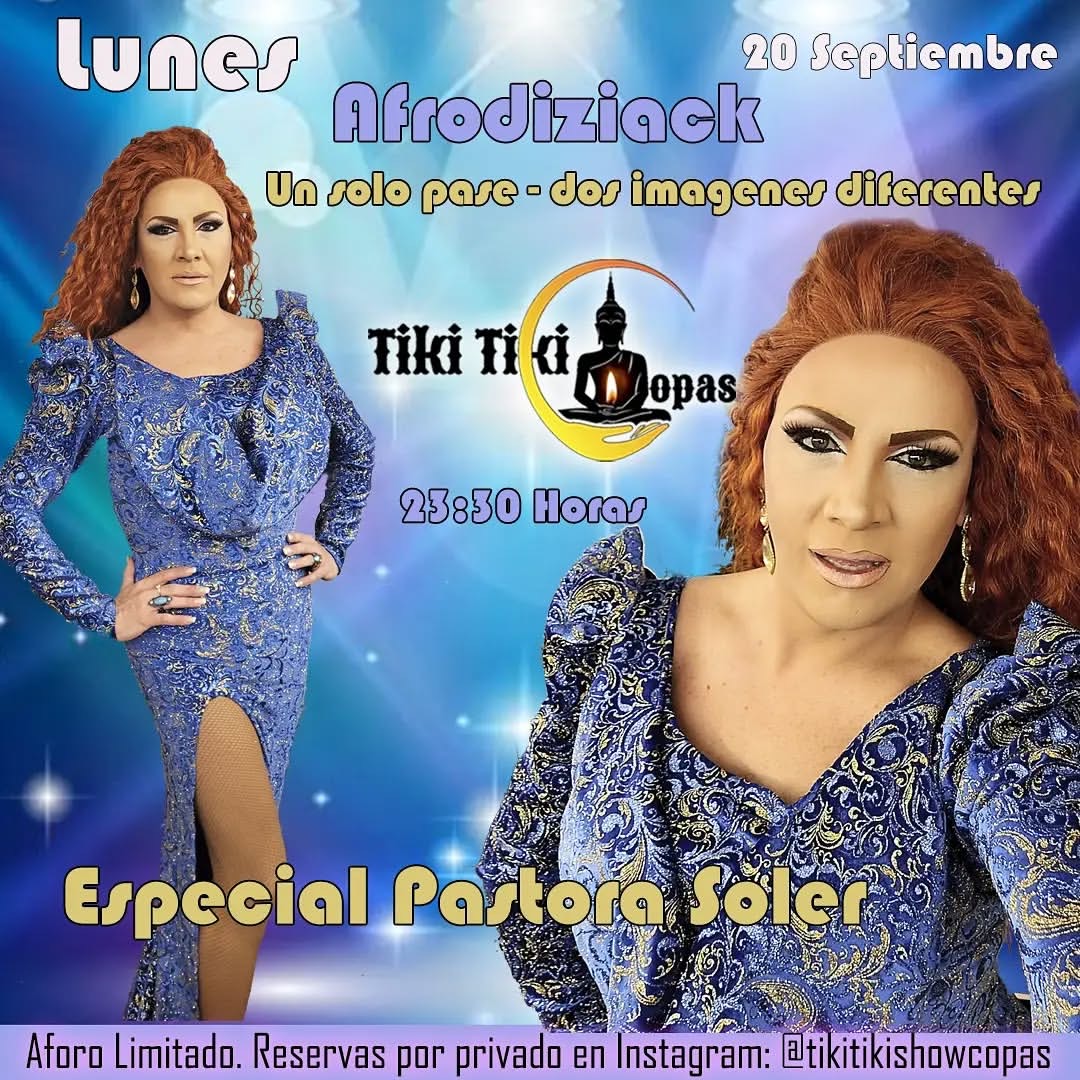 Lunes
20 Septiembre
Afrodiziack
Un solo pase - dos imagenes diferentes
Tiki Tiki Copas
23:30 Horas
Especial Pastora Soler
Aforo Limitado. Reservas por privado en Instagram: @tikitikishowcopas